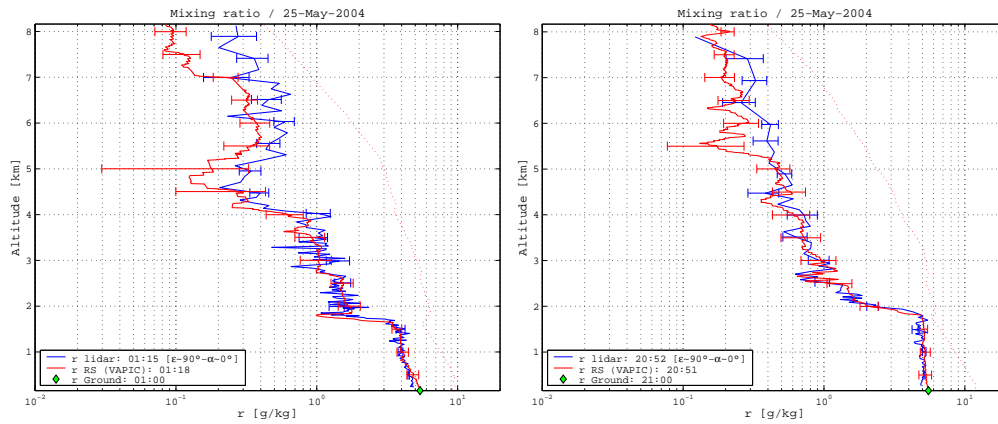 Mixing ratio / 25-May-2004
8
7
6
5
4
3
2
1
Altitude [km]
r lidar: 01:15 [ε-90°-α-0°]
r RS (VAPIC): 01:18
r Ground: 01:00
10^-2 10^-1 10^0 10^1
r [g/kg]
Mixing ratio / 25-May-2004
8
7
6
5
4
3
2
1
Altitude [km]
r lidar: 20:52 [ε-90°-α-0°]
r RS (VAPIC): 20:51
r Ground: 21:00
10^-2 10^-1 10^0 10^1
r [g/kg]